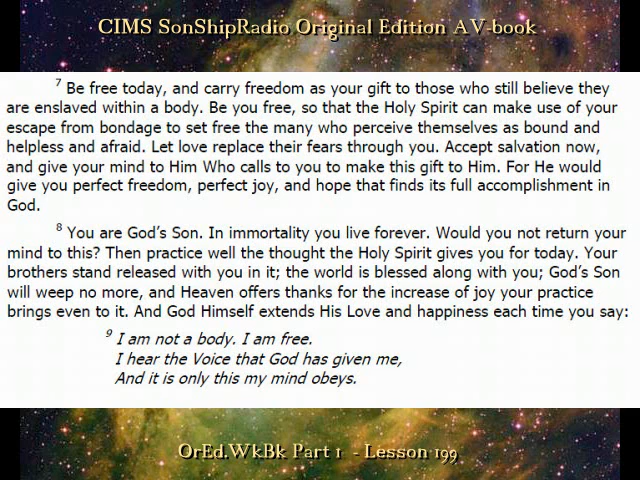 CIMS SonShipRadio Original Edition AV-book
7 Be free today, and carry freedom as your gift to those who still believe they
are enslaved within a body. Be you free, so that the Holy Spirit can make use of your
escape from bondage to set free the many who perceive themselves as bound and
helpless and afraid. Let love replace their fears through you. Accept salvation now,
and give your mind to Him Who calls to you to make this gift to Him. For He would
give you perfect freedom, perfect joy, and hope that finds its full accomplishment in
God.
8 You are God's Son. In immortality you live forever. Would you not return your
mind to this? Then practice well the thought the Holy Spirit gives you for today. Your
brothers stand released with you in it; the world is blessed along with you; God's Son
will weep no more, and Heaven offers thanks for the increase of joy your practice
brings even to it. And God Himself extends His Love and happiness each time you say:
9 I am not a body. I am free.
I hear the Voice that God has given me,
And it is only this my mind obeys.
OrEd.WkBk Part 1 - Lesson 199